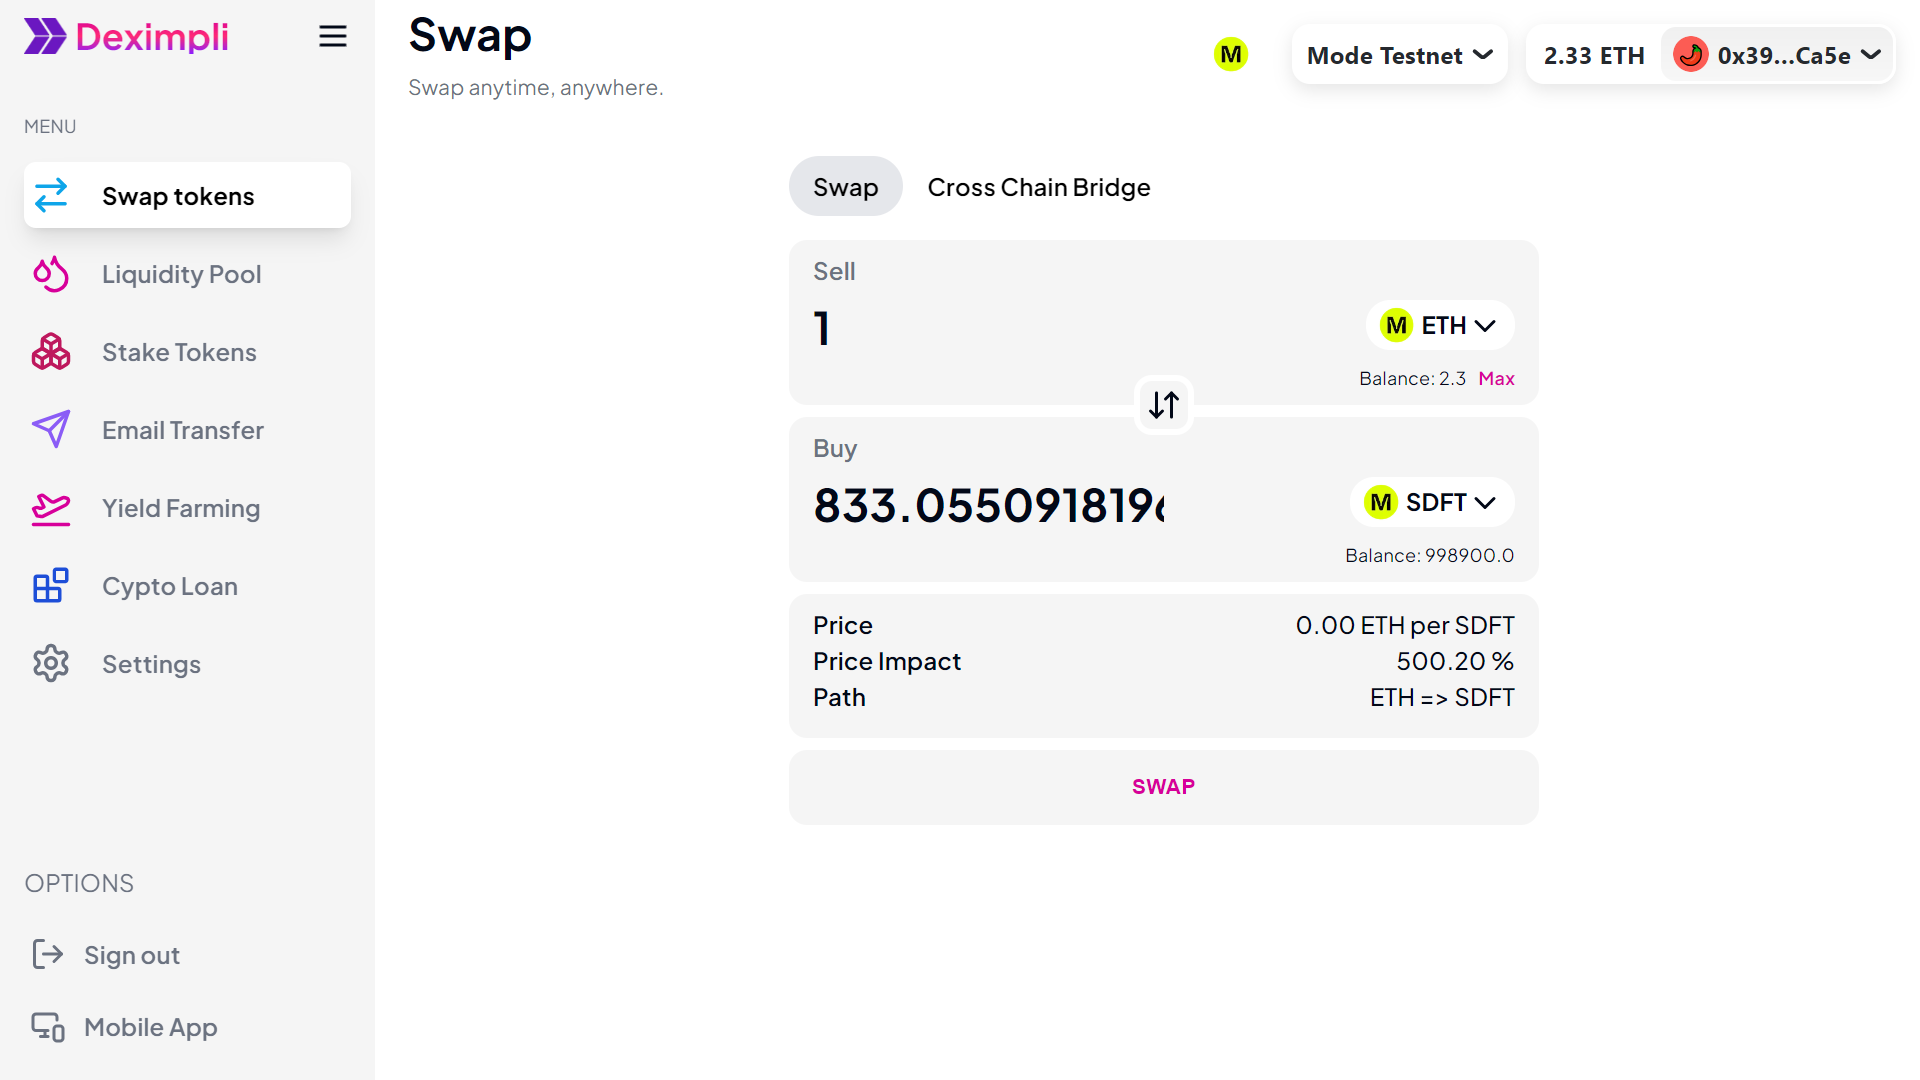 Deximpli
MENU
Swap tokens
Liquidity Pool
Stake Tokens
Email Transfer
Yield Farming
Cypto Loan
Settings
OPTIONS
Sign out
Mobile App
Swap
Swap anytime, anywhere.
M
Mode Testnet
2.33 ETH
0x39...Ca5e
Swap
Cross Chain Bridge
Sell
1
M ETH
Balance: 2.3 Max
Buy
833.0550918196
M SDFT
Balance: 998900.0
Price 0.00 ETH per SDFT
Price Impact 500.20 %
Path ETH => SDFT
SWAP